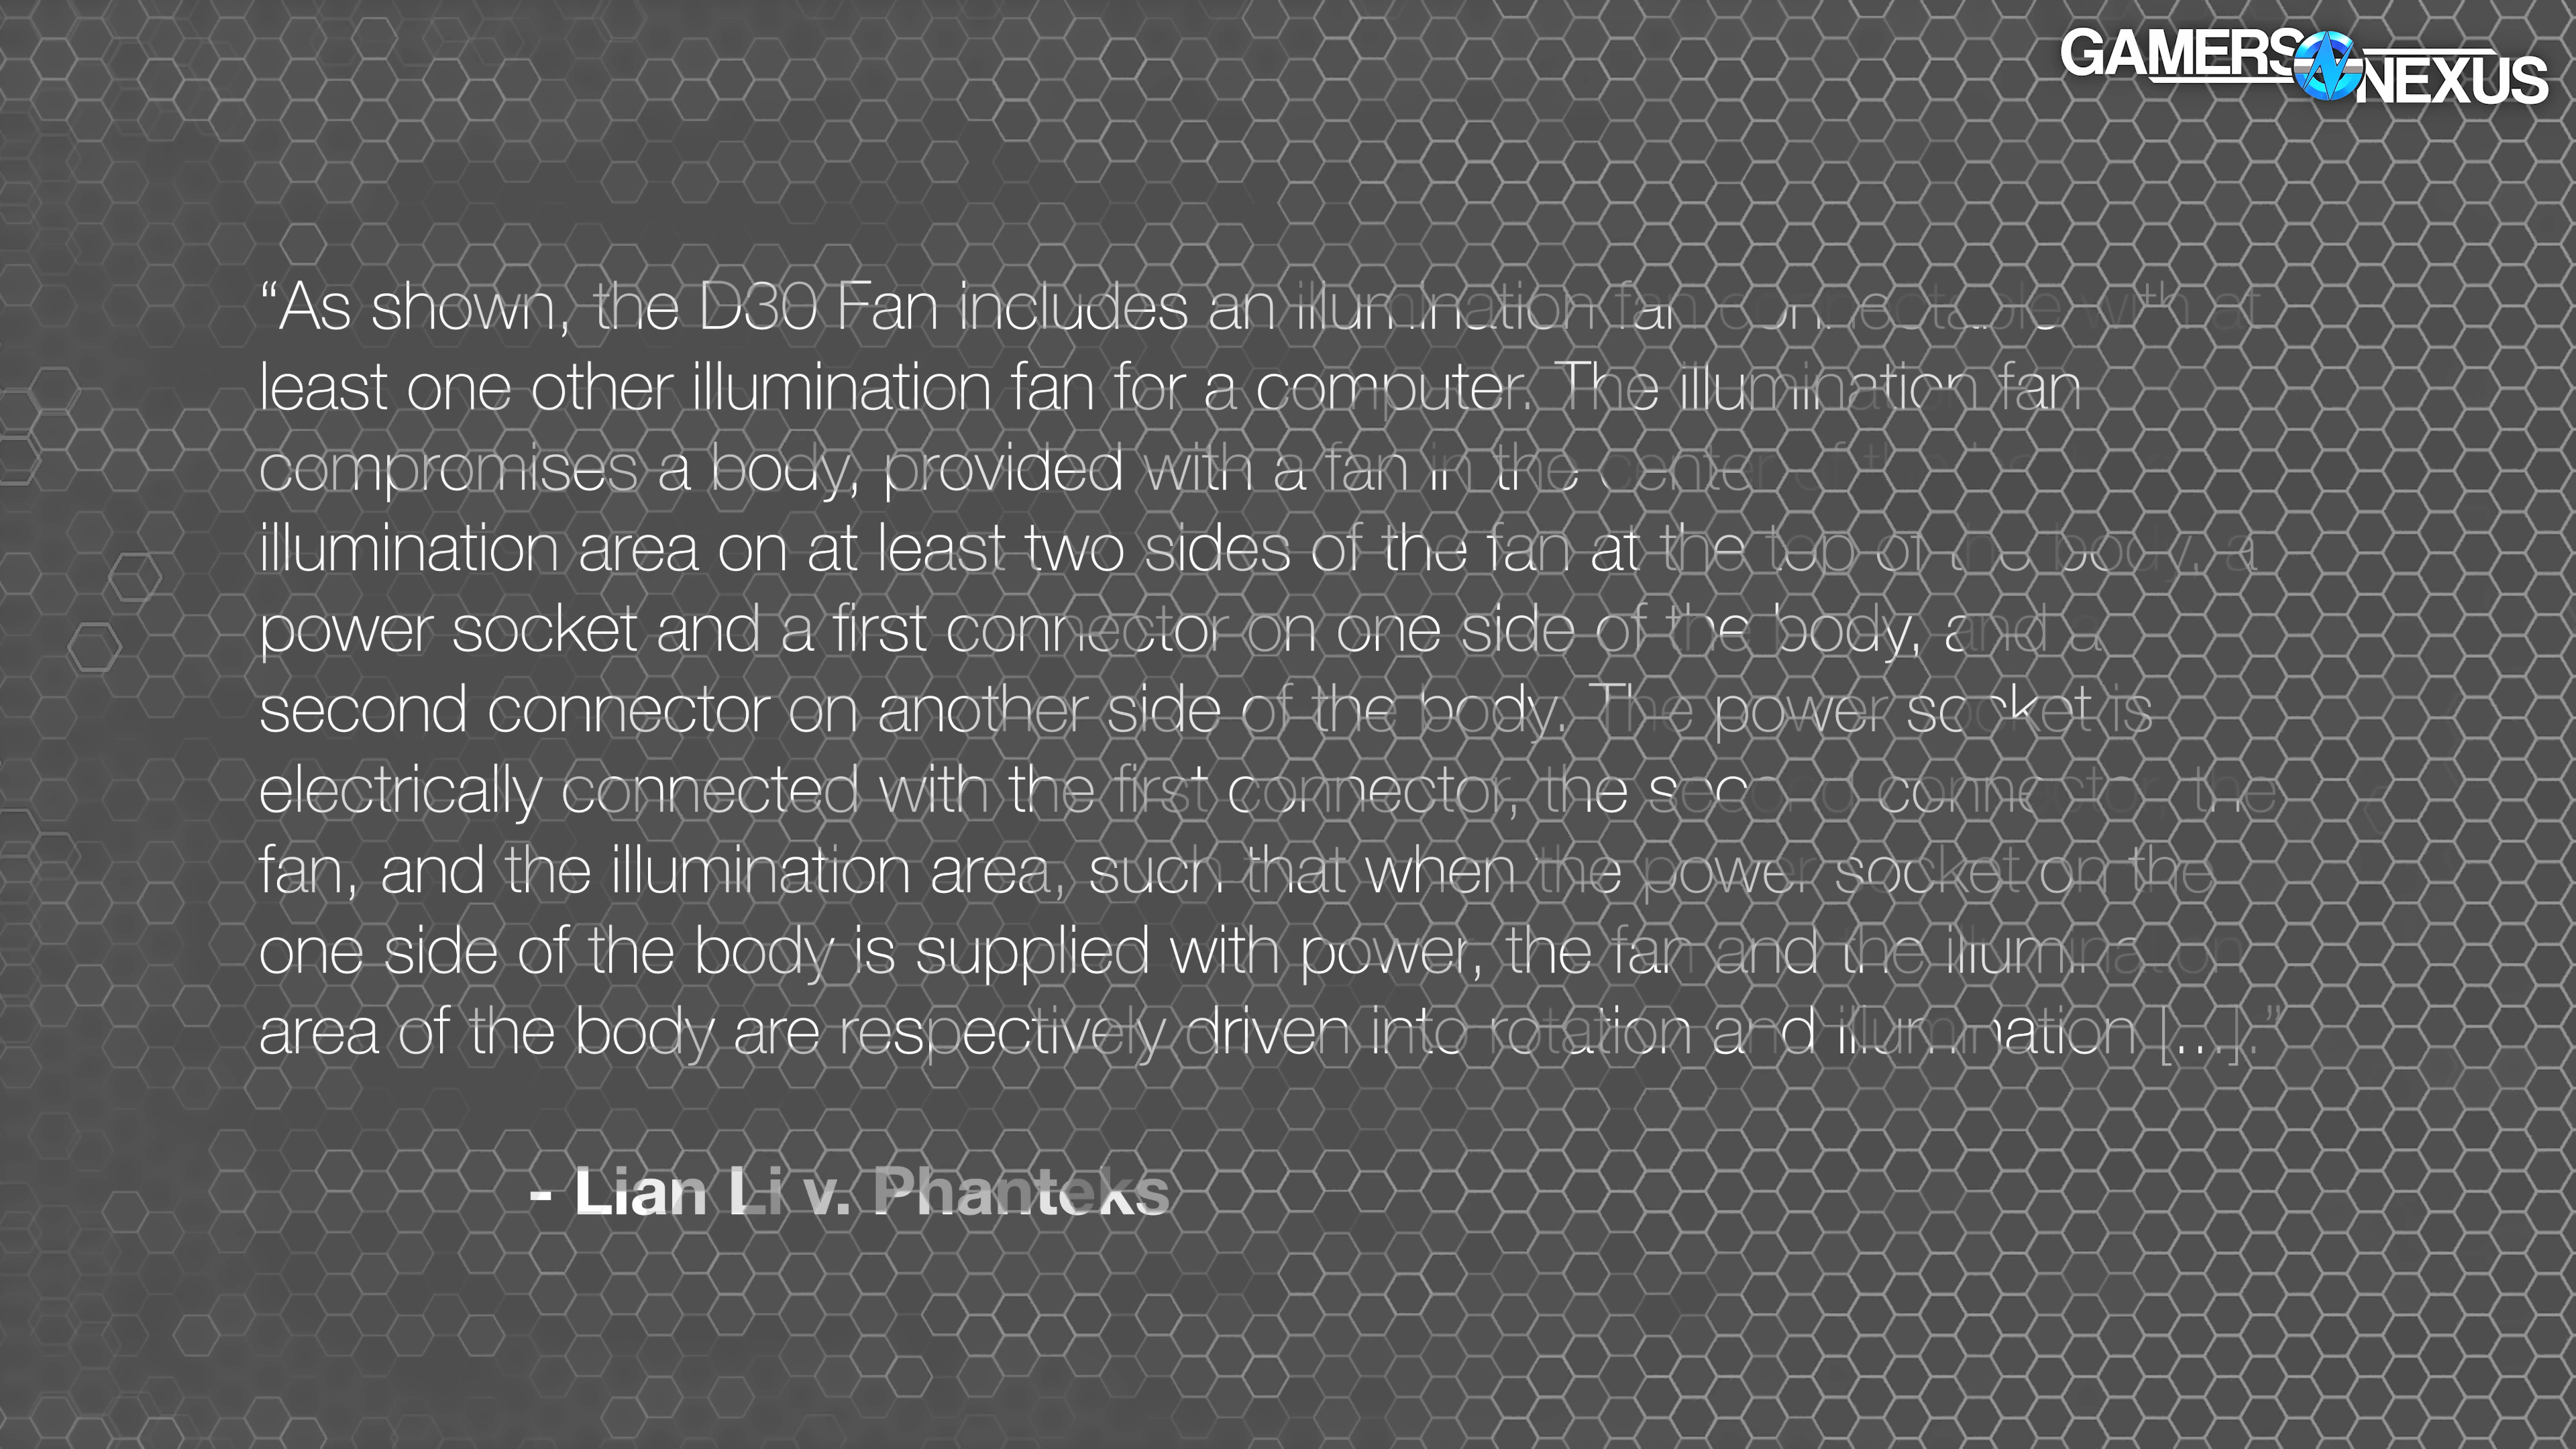 GAMERS NEXUS
“As shown, the D30 Fan includes an illumination fan connectable with at
least one other illumination fan for a computer. The illumination fan
compromises a body, provided with a fan in the center of the
illumination area on at least two sides of the fan at the top of the body, a
power socket and a first connector on one side of the body, and a
second connector on another side of the body. The power socket is
electrically connected with the first connector, the second connector, the
fan, and the illumination area, such that when the power socket on the
one side of the body is supplied with power, the fan and the illumination
area of the body are respectively driven into rotation and illumination [...].”
- Lian Li v. Phanteks